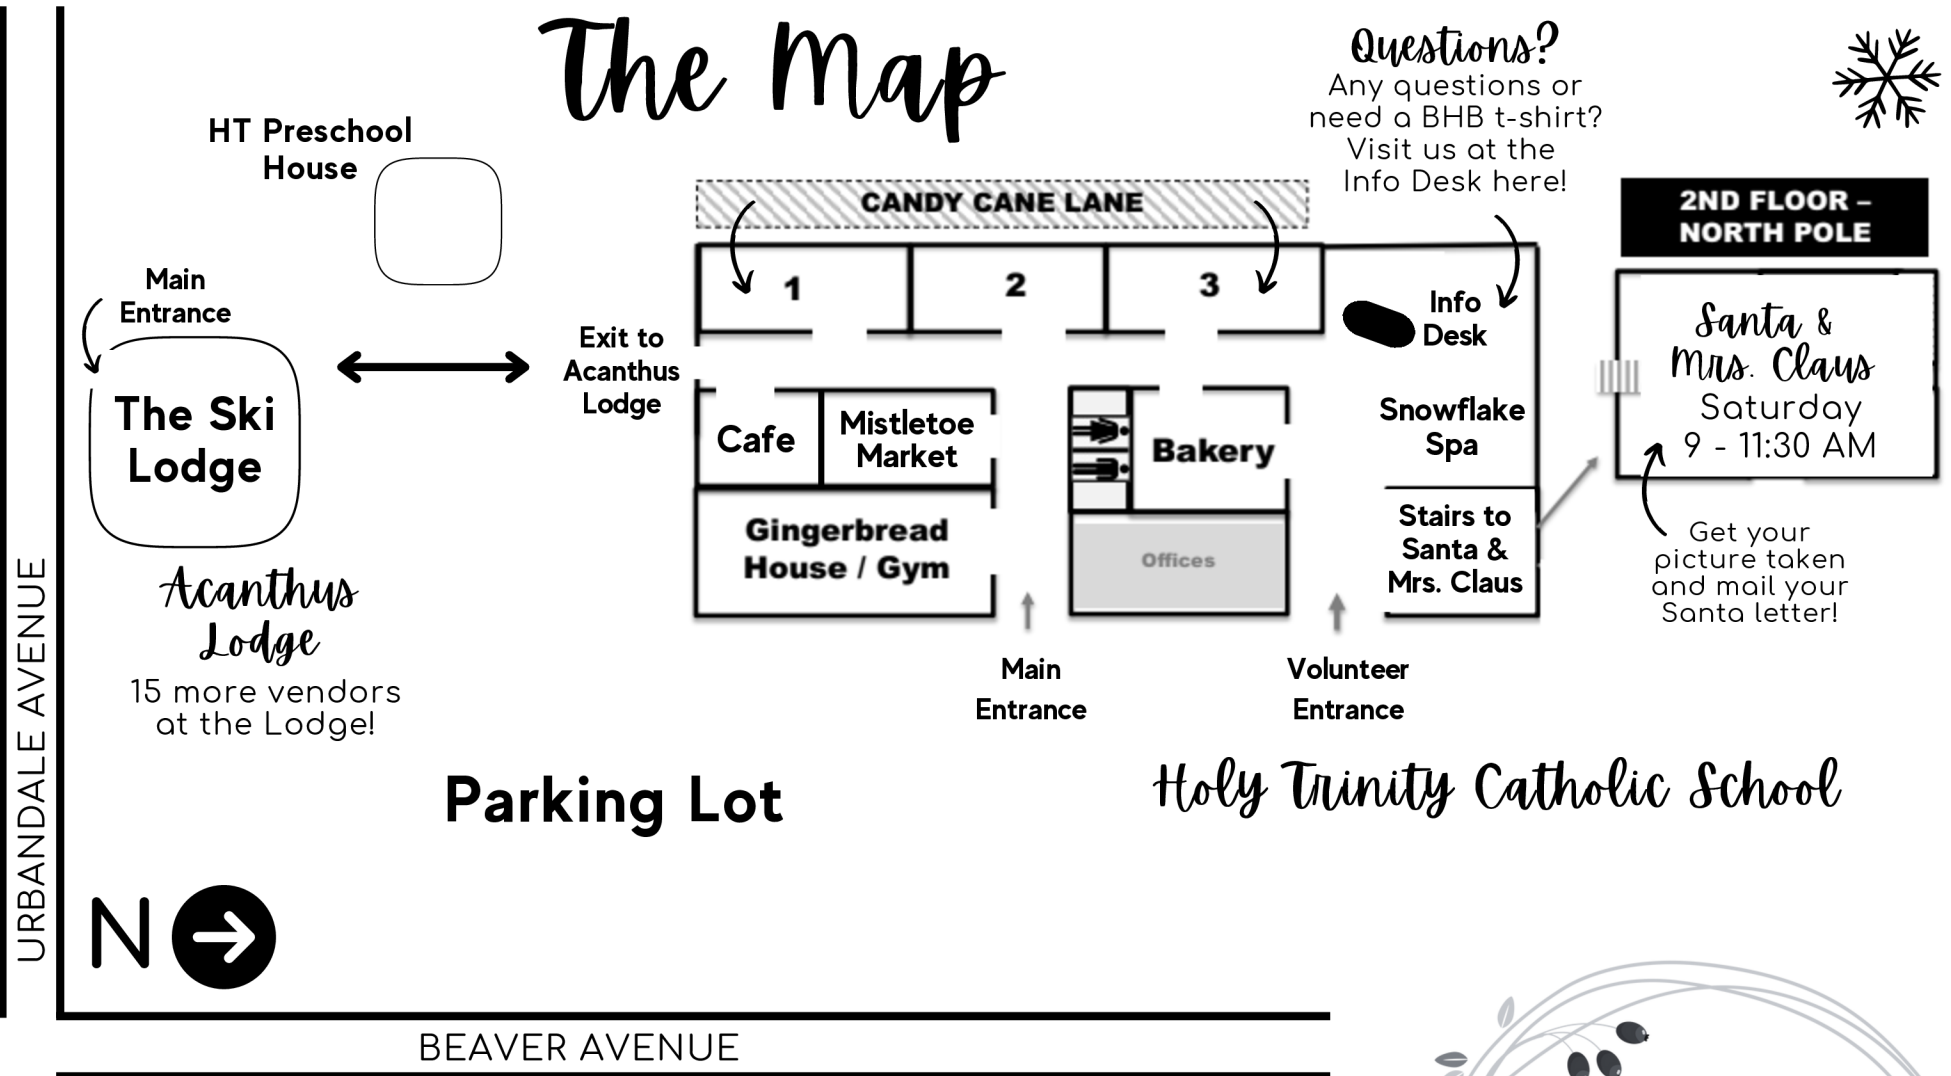 The Map
Questions?
Any questions or
need a BHB t-shirt?
Visit us at the
Info Desk here!
HT Preschool
House
CANDY CANE LANE
2ND FLOOR –
NORTH POLE
Main
Entrance
1
2
3
Info
Desk
Exit to
Acanthus
Lodge
The Ski
Lodge
Cafe
Mistletoe
Market
Bakery
Snowflake
Spa
Santa &
Mrs. Claus
Saturday
9 - 11:30 AM
Gingerbread
House / Gym
Offices
Stairs to
Santa &
Mrs. Claus
Get your
picture taken
and mail your
Santa letter!
Acanthus
Lodge
15 more vendors
at the Lodge!
Main
Entrance
Volunteer
Entrance
Parking Lot
Holy Trinity Catholic School
URBANDALE AVENUE
N
BEAVER AVENUE